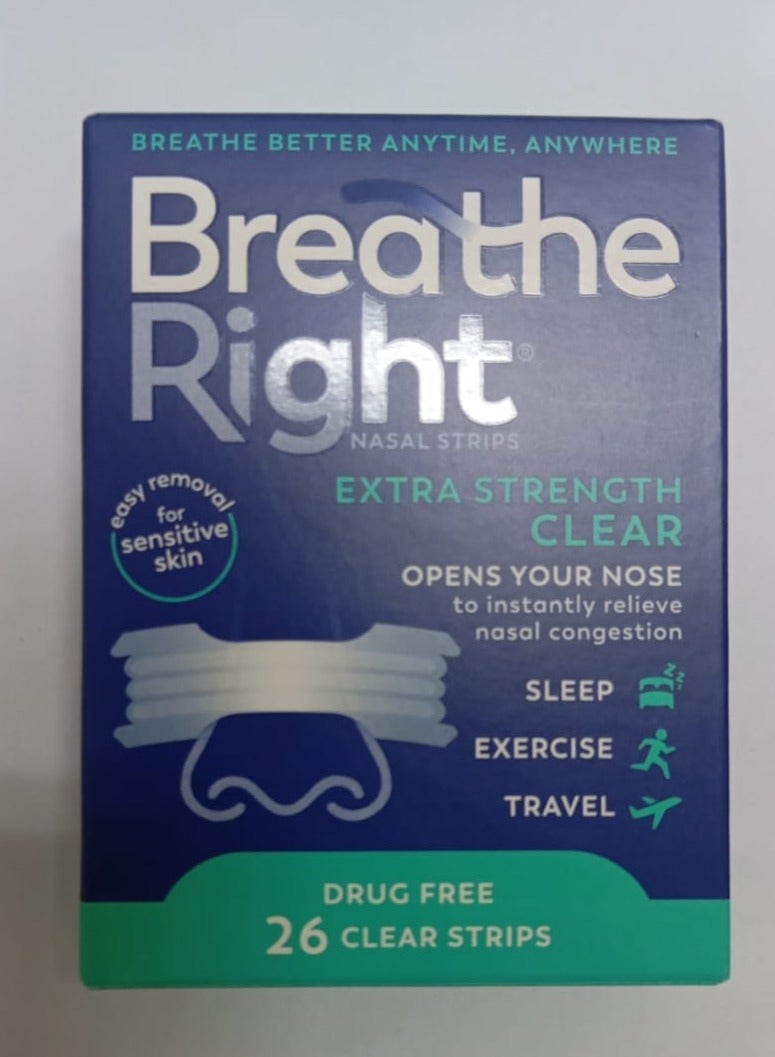 BREATHE BETTER ANYTIME, ANYWHERE
Breathe
Right®
NASAL STRIPS
easy removal
for
sensitive
skin
EXTRA STRENGTH
CLEAR
OPENS YOUR NOSE
to instantly relieve
nasal congestion
SLEEP
zzz
EXERCISE
TRAVEL
DRUG FREE
26 CLEAR STRIPS